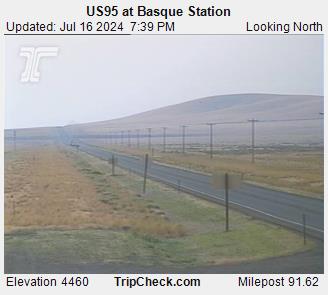 US95 at Basque Station
Updated: Jul 16 2024 7:39 PM Looking North
Elevation 4460 TripCheck.com Milepost 91.62